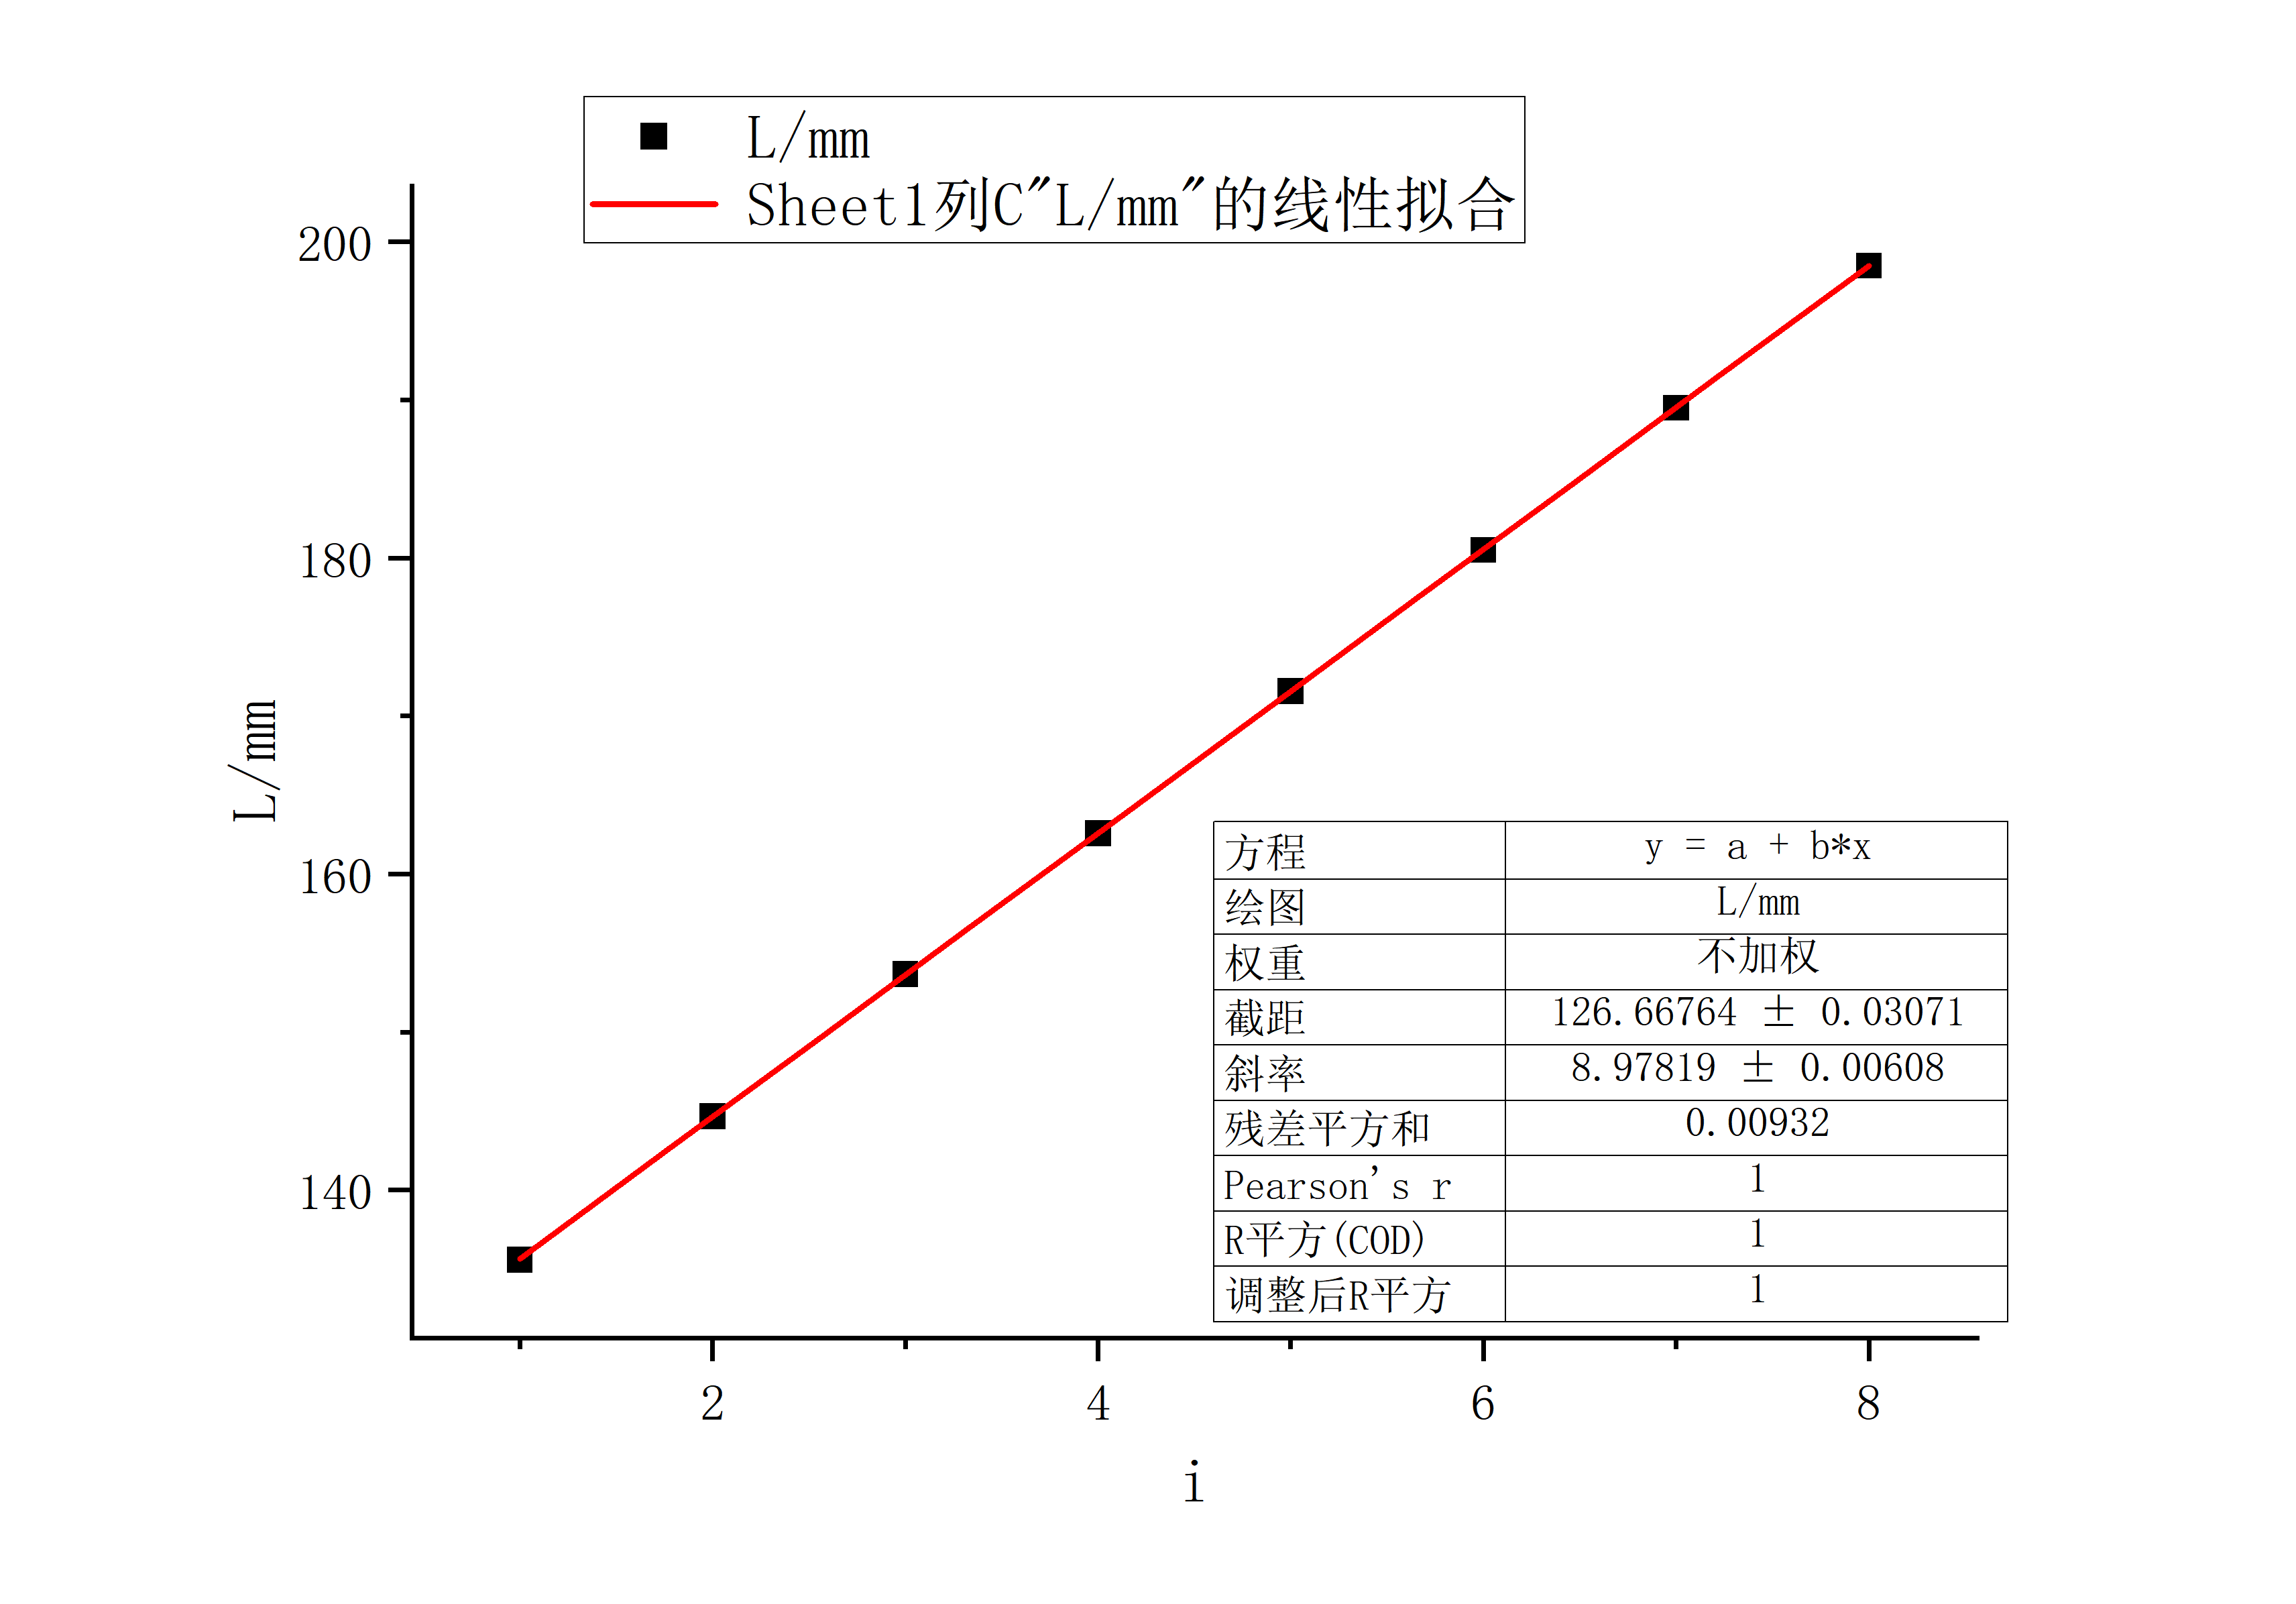 L/mm
Sheet1列C"L/mm"的线性拟合
200
180
160
140
L/mm
方程 y = a + b*x
绘图 L/mm
权重 不加权
截距 126.66764 ± 0.03071
斜率 8.97819 ± 0.00608
残差平方和 0.00932
Pearson's r 1
R平方(COD) 1
调整后R平方 1
2 4 6 8
i